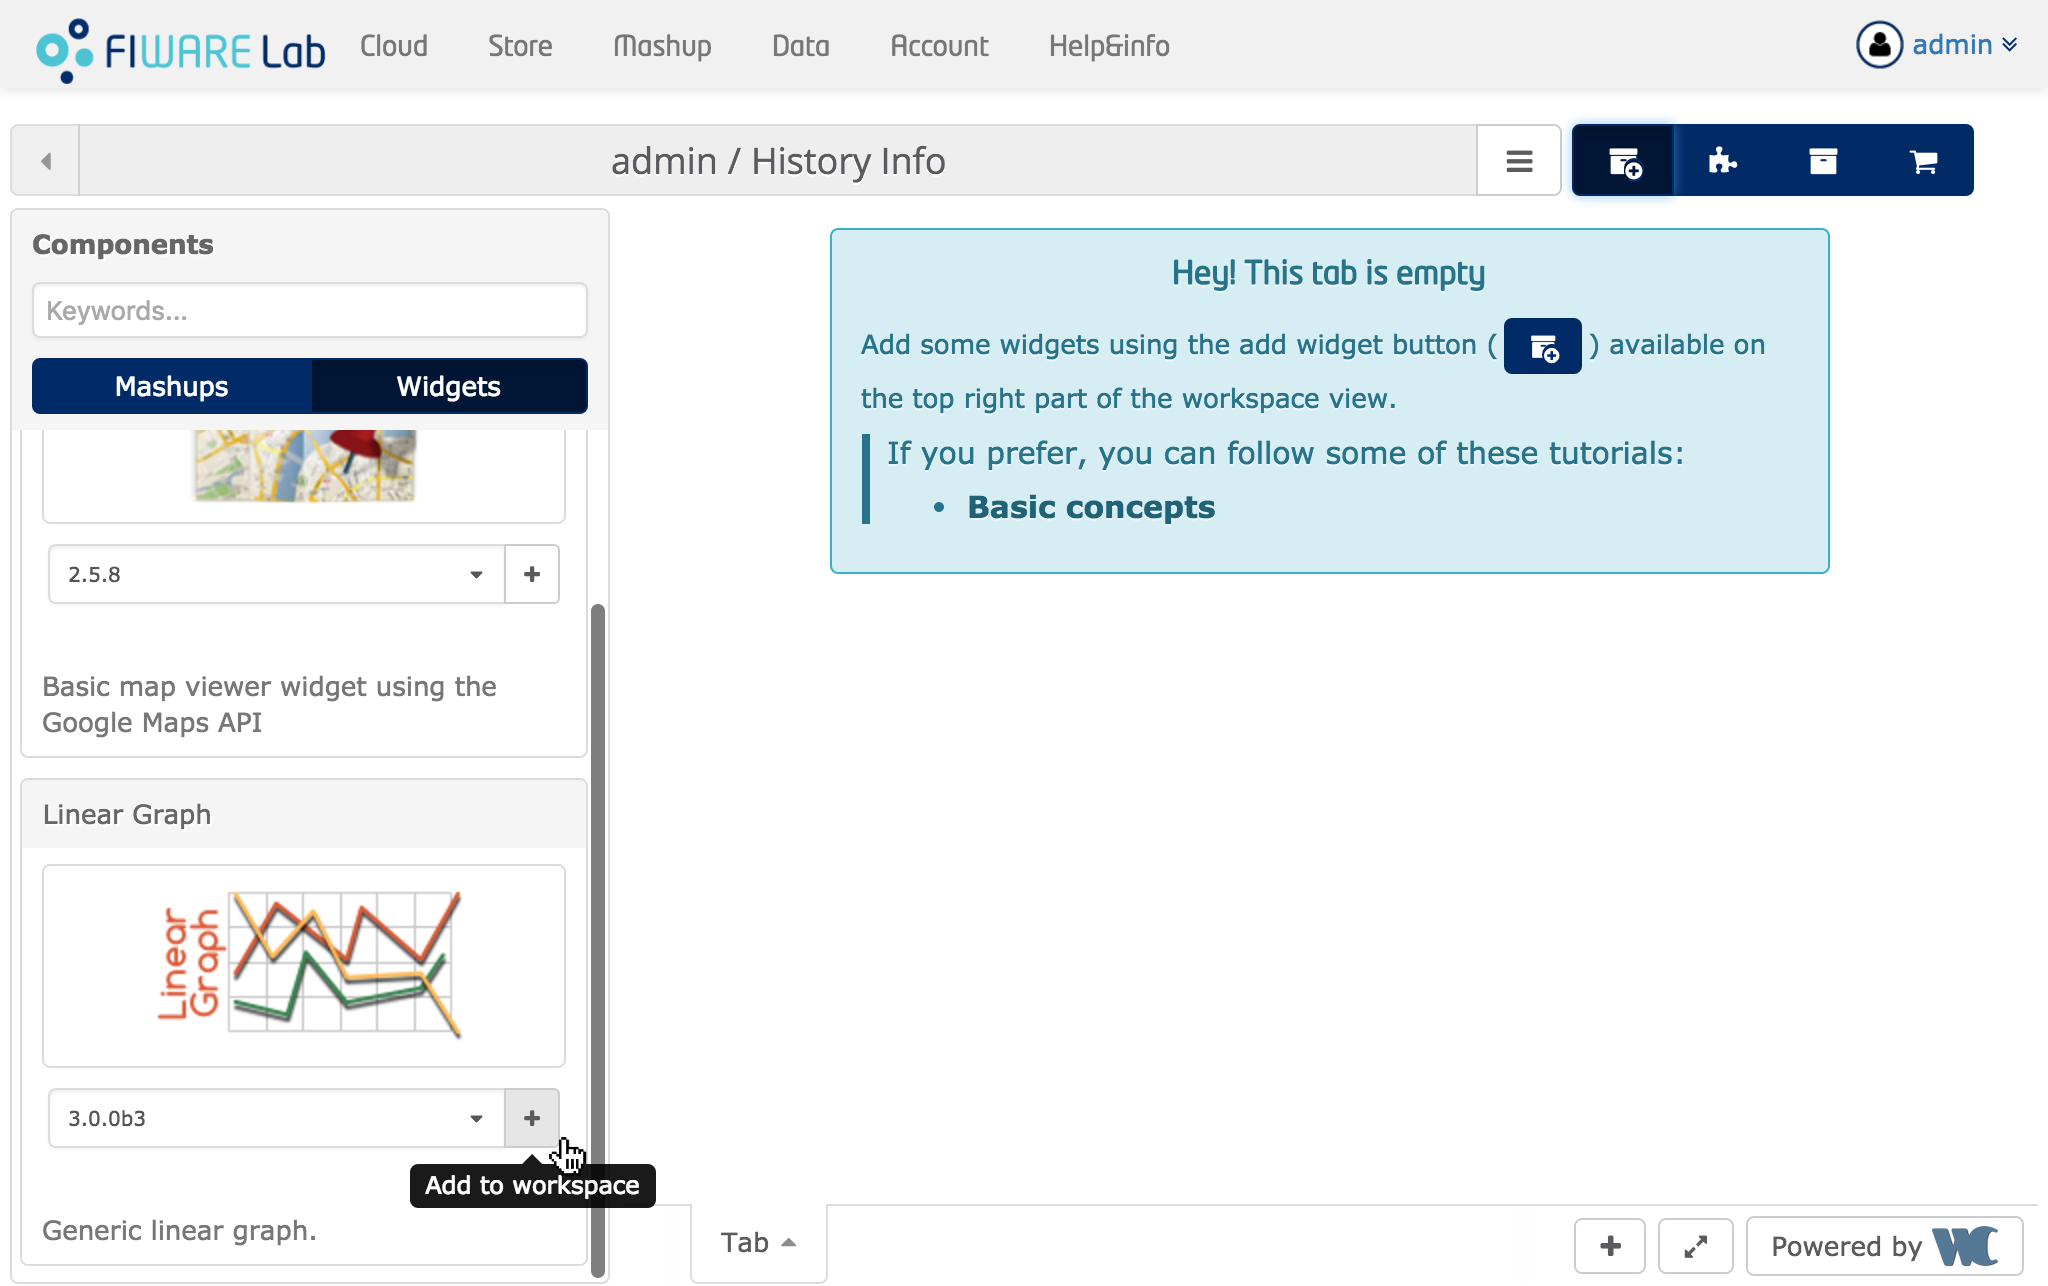 FIWARE Lab Cloud Store Mashup Data Account Help&info admin
admin / History Info
Components
Keywords...
Mashups Widgets
2.5.8
Basic map viewer widget using the
Google Maps API
Linear Graph
Linear
Graph
3.0.0b3
Add to workspace
Generic linear graph.
Hey! This tab is empty
Add some widgets using the add widget button ( ) available on
the top right part of the workspace view.
If you prefer, you can follow some of these tutorials:
• Basic concepts
Tab
Powered by WC